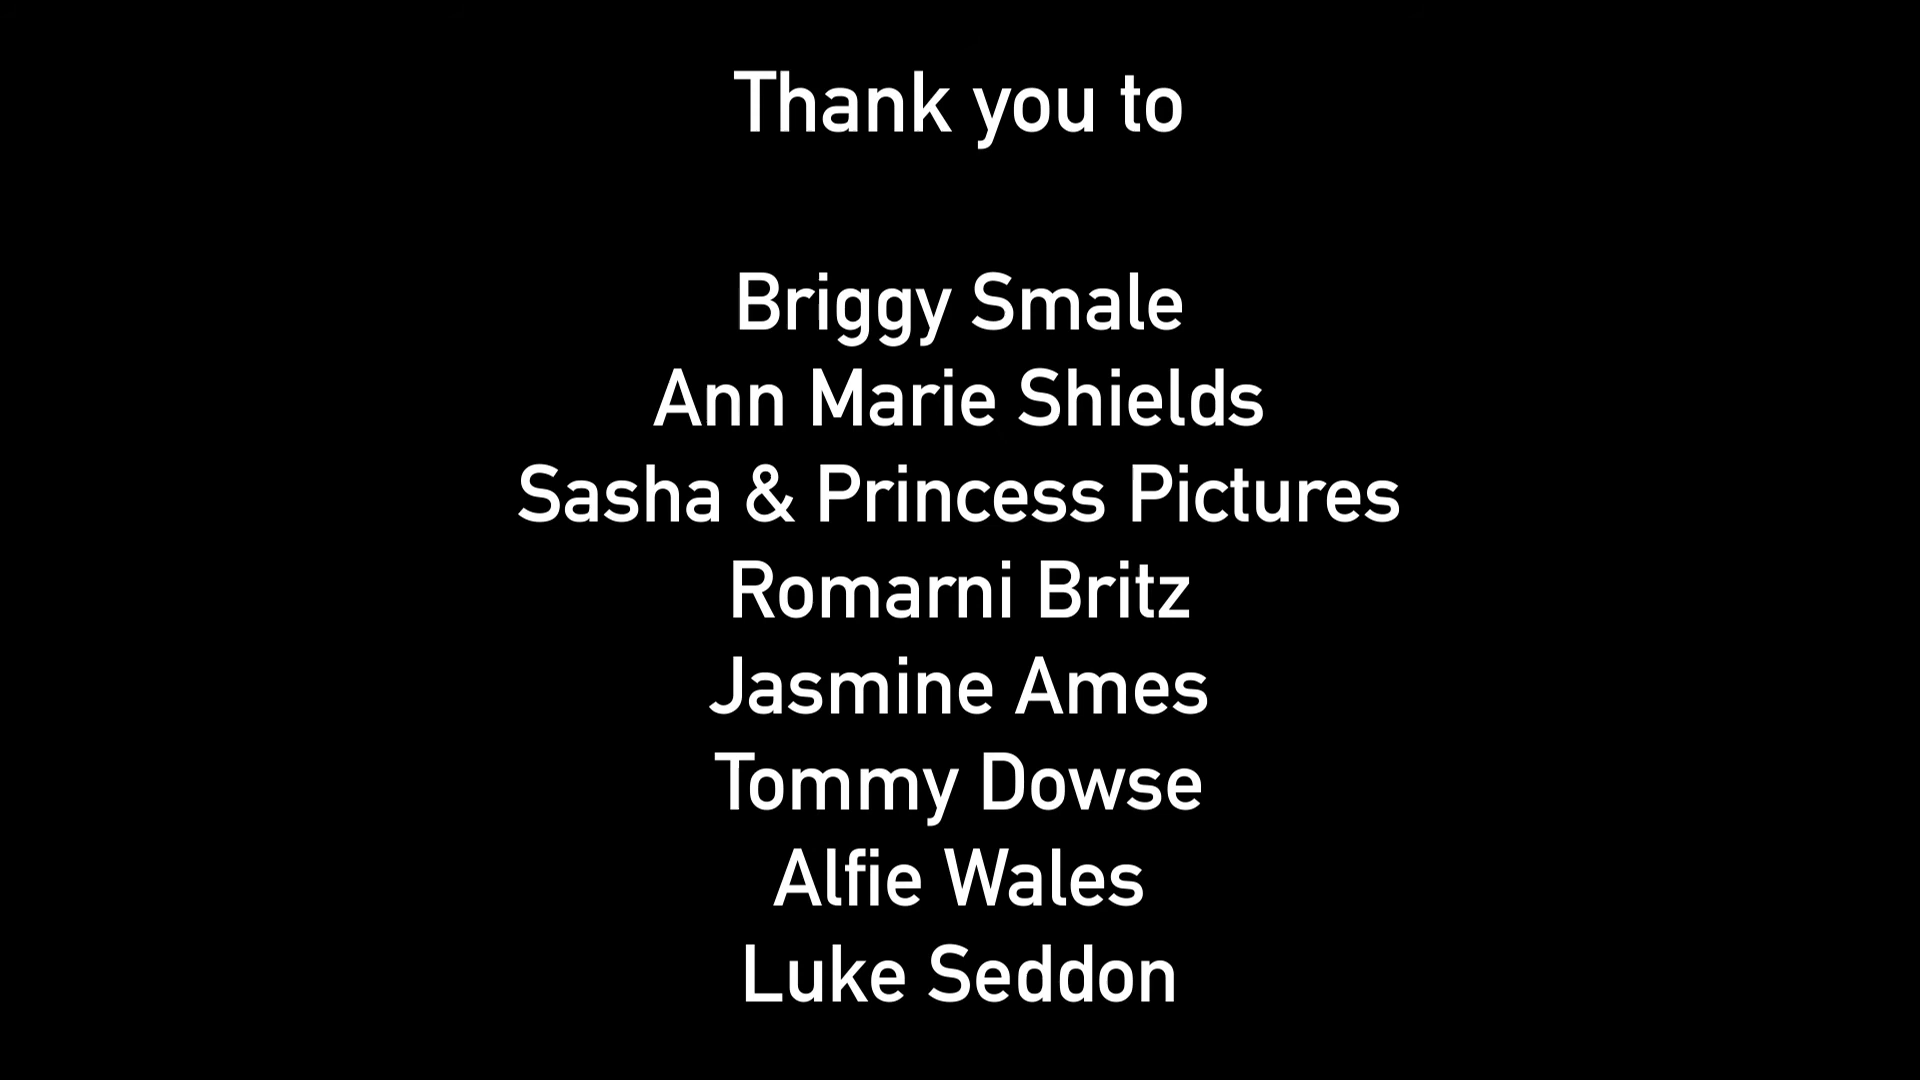 Thank you to
Briggy Smale
Ann Marie Shields
Sasha & Princess Pictures
Romarni Britz
Jasmine Ames
Tommy Dowse
Alfie Wales
Luke Seddon